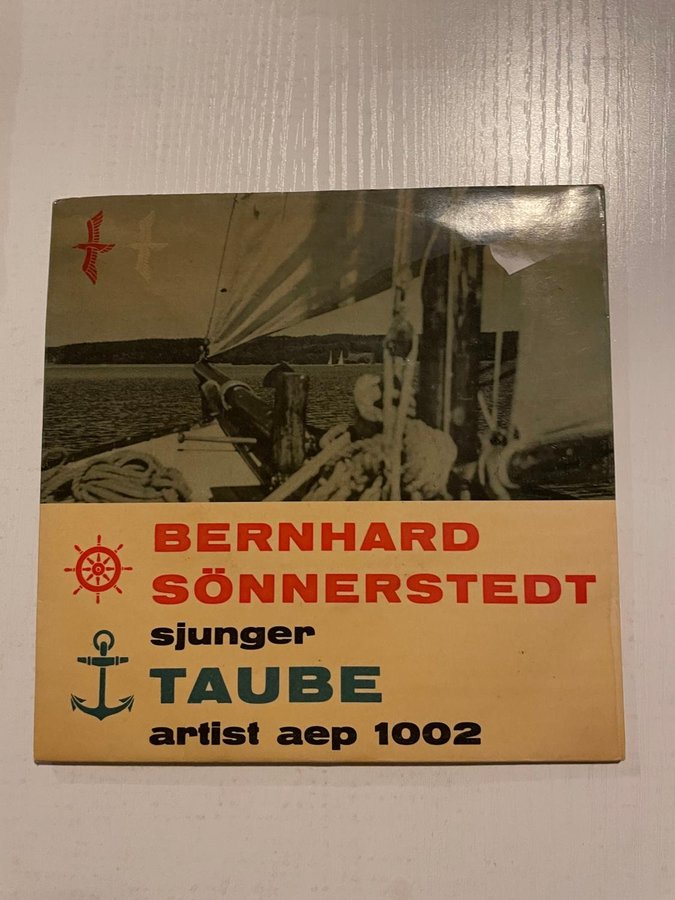 BERNHARD
SÖNNERSTEDT
sjunger
TAUBE
artist aep 1002